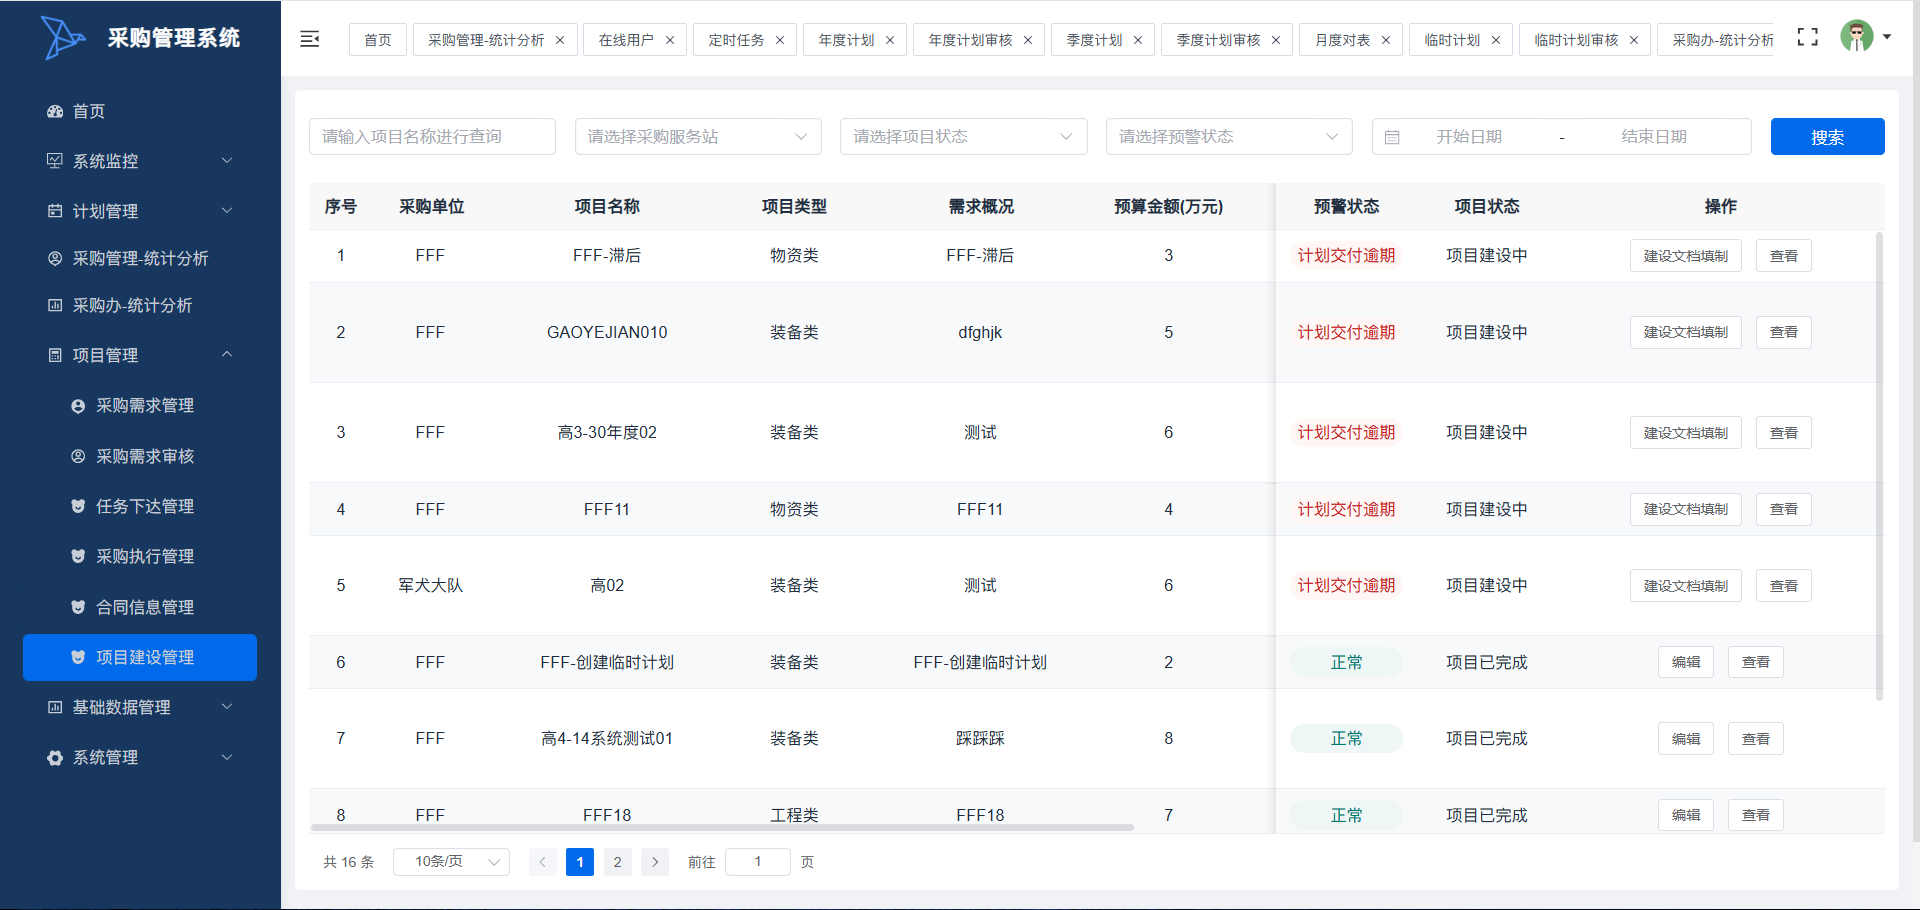 采购管理系统
首页
采购管理-统计分析
在线用户
定时任务
年度计划
年度计划审核
季度计划
季度计划审核
月度对表
临时计划
临时计划审核
采购办-统计分析
首页
系统监控
计划管理
采购管理-统计分析
采购办-统计分析
项目管理
采购需求管理
采购需求审核
任务下达管理
采购执行管理
合同信息管理
项目建设管理
基础数据管理
系统管理
请输入项目名称进行查询 请选择采购服务站 请选择项目状态 请选择预警状态 开始日期 - 结束日期 搜索
序号 采购单位 项目名称 项目类型 需求概况 预算金额(万元) 预警状态 项目状态 操作
1 FFF FFF-滞后 物资类 FFF-滞后 3 计划交付逾期 项目建设中 建设文档填制 查看
2 FFF GAOYEJIAN010 装备类 dfghjk 5 计划交付逾期 项目建设中 建设文档填制 查看
3 FFF 高3-30年度02 装备类 测试 6 计划交付逾期 项目建设中 建设文档填制 查看
4 FFF FFF11 物资类 FFF11 4 计划交付逾期 项目建设中 建设文档填制 查看
5 军犬大队 高02 装备类 测试 6 计划交付逾期 项目建设中 建设文档填制 查看
6 FFF FFF-创建临时计划 装备类 FFF-创建临时计划 2 正常 项目已完成 编辑 查看
7 FFF 高4-14系统测试01 装备类 踩踩踩 8 正常 项目已完成 编辑 查看
8 FFF FFF18 工程类 FFF18 7 正常 项目已完成 编辑 查看
共 16 条 10条/页 1 2 前往 1 页